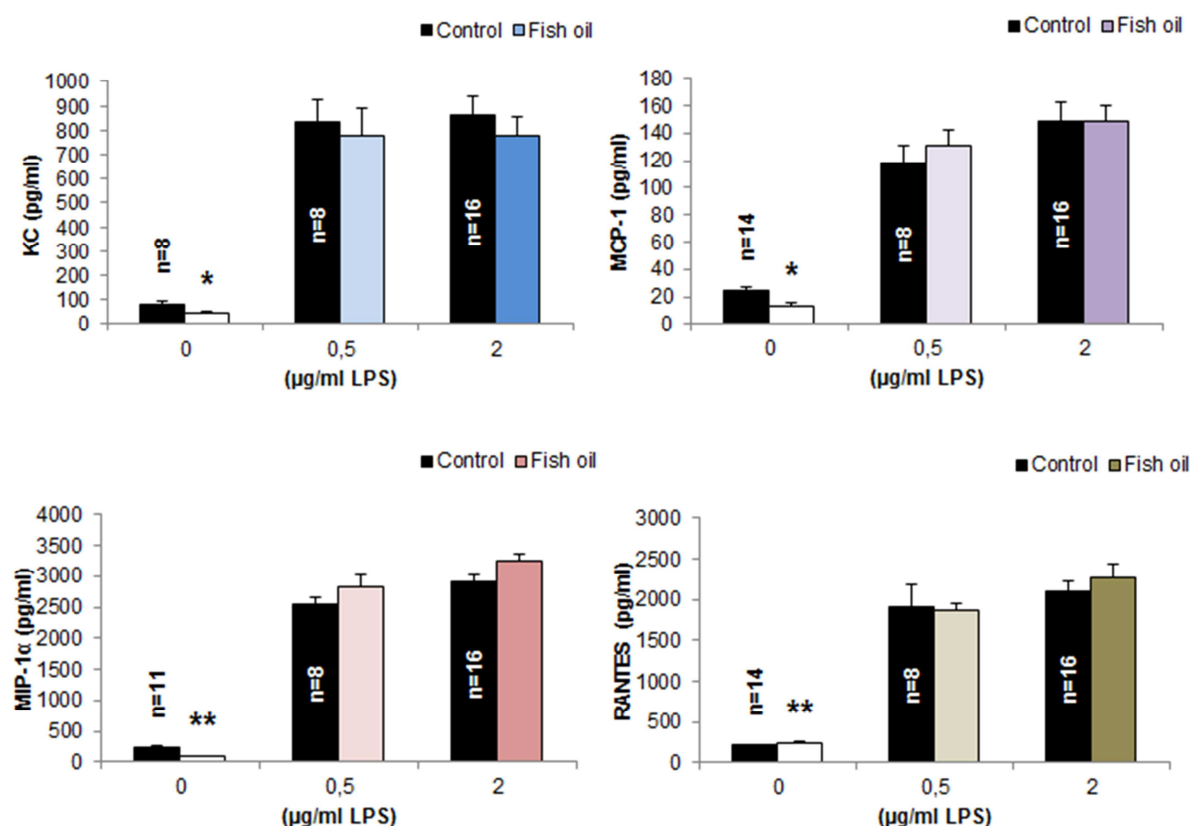 Control Fish oil
KC (pg/ml)
1000
900
800
700
600
500
400
300
200
100
0
n=8
*
n=8
n=16
0 0,5 2
(µg/ml LPS)
Control Fish oil
MCP-1 (pg/ml)
180
160
140
120
100
80
60
40
20
0
n=14
*
n=8
n=16
0 0,5 2
(µg/ml LPS)
Control Fish oil
MIP-1α (pg/ml)
4000
3500
3000
2500
2000
1500
1000
500
0
n=11
**
n=8
n=16
0 0,5 2
(µg/ml LPS)
Control Fish oil
RANTES (pg/ml)
3000
2500
2000
1500
1000
500
0
n=14
**
n=8
n=16
0 0,5 2
(µg/ml LPS)